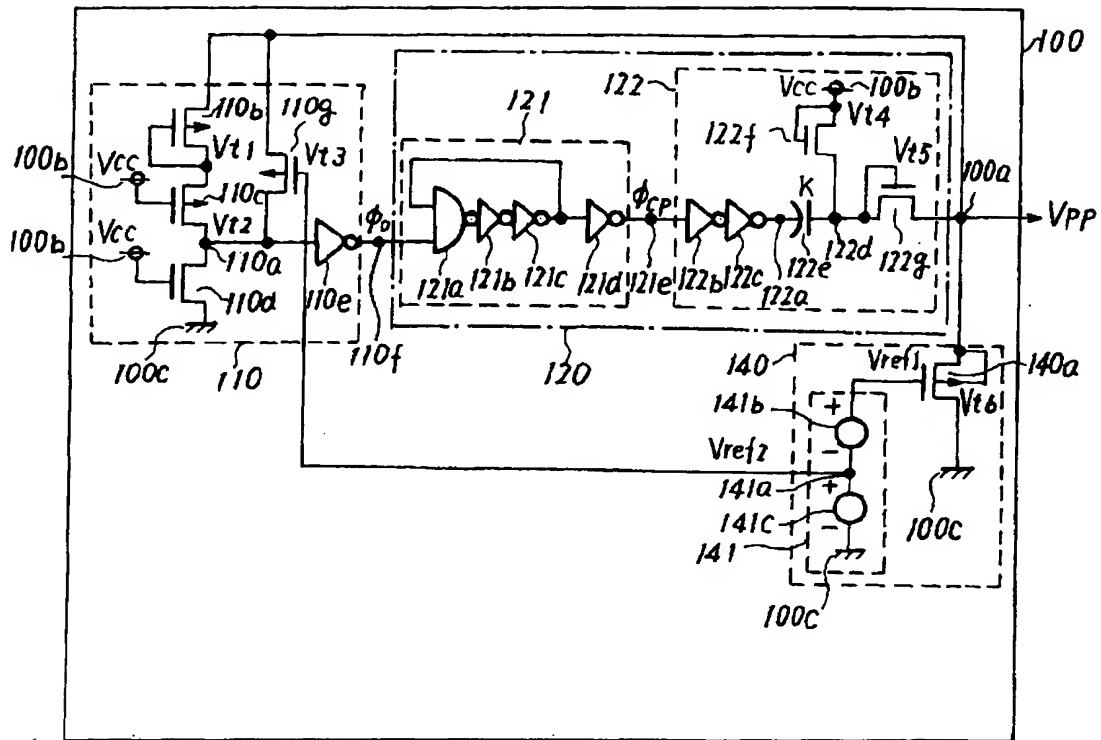 100
122
Vcc
100b
110b
110g
121
122f
Vt4
Vt5
100b
Vcc
Vt1
Vt3
K
100a
110c
φo
φCP
VPP
100b
Vcc
Vt2
110a
110d
110e
121a
121b
121c
121d
121e
122b
122c
122a
122e
122d
122g
100c
110
110f
120
140
Vref1
140a
141b
+
Vt6
−
Vref2
141a
+
141c
−
100c
141
100c